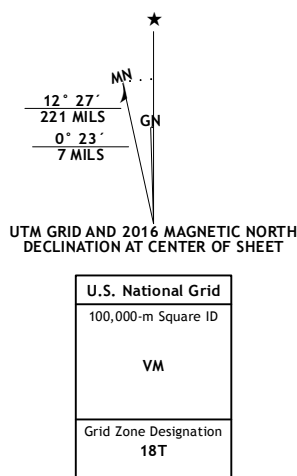 ★
MN
12° 27´
221 MILS
GN
0° 23´
7 MILS
UTM GRID AND 2016 MAGNETIC NORTH
DECLINATION AT CENTER OF SHEET
U.S. National Grid
100,000-m Square ID
VM
Grid Zone Designation
18T